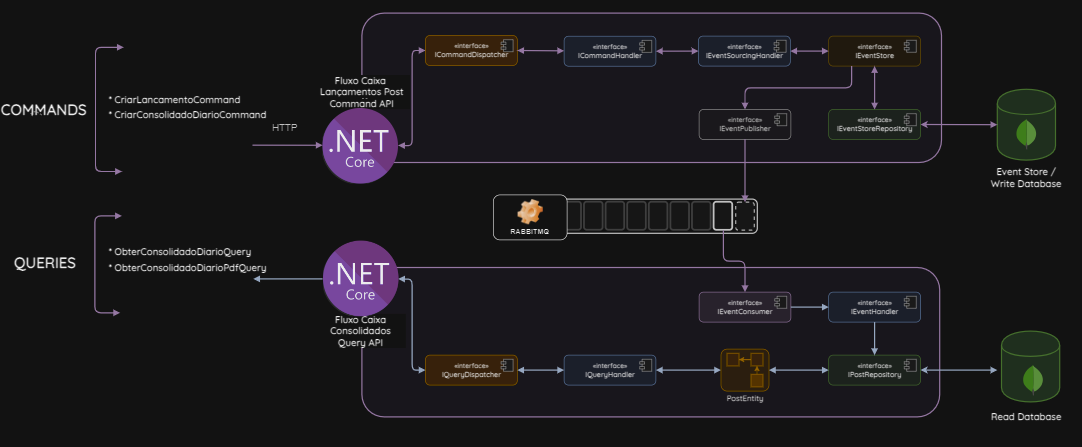 COMMANDS
* CriarLancamentoCommand
* CriarConsolidadoDiarioCommand
HTTP
Fluxo Caixa
Lançamentos Post
Command API
.NET
Core
«interface»
ICommandDispatcher
«interface»
ICommandHandler
«interface»
IEventSourcingHandler
«interface»
IEventStore
«interface»
IEventPublisher
«interface»
IEventStoreRepository
Event Store /
Write Database
RABBITMQ
QUERIES
* ObterConsolidadoDiarioQuery
* ObterConsolidadoDiarioPdfQuery
.NET
Core
Fluxo Caixa
Consolidados
Query API
«interface»
IEventConsumer
«interface»
IEventHandler
«interface»
IQueryDispatcher
«interface»
IQueryHandler
PostEntity
«interface»
IPostRepository
Read Database